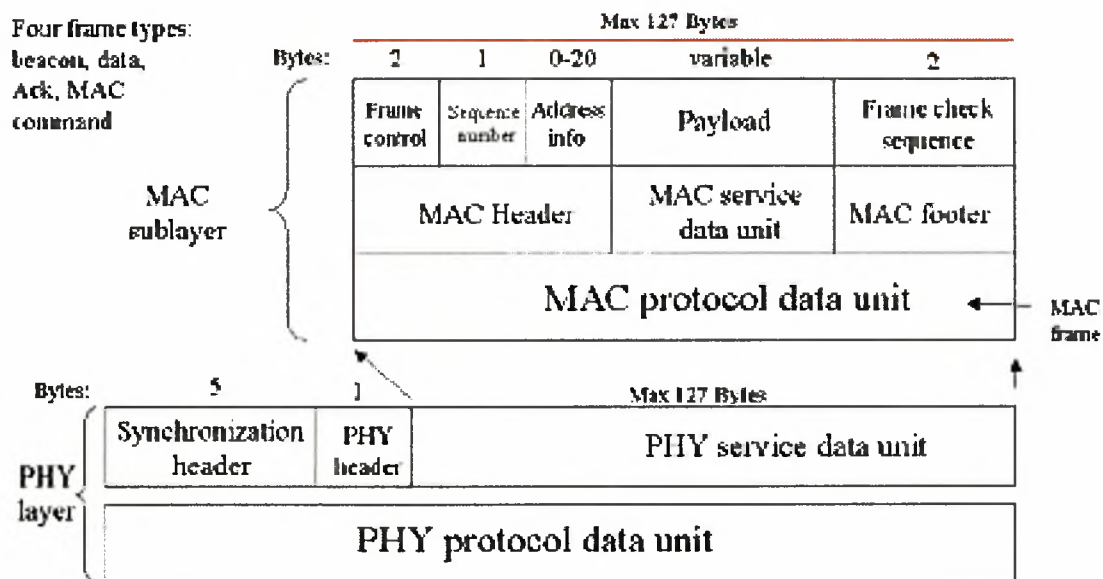 Four frame types:
beacon, data,
Ack, MAC
command
Max 127 Bytes
Bytes: 2 1 0-20 variable 2
Frame control
Sequence number
Address info
Payload
Frame check sequence
MAC sublayer
MAC Header
MAC service data unit
MAC footer
MAC protocol data unit
MAC frame
Bytes: 5 1 Max 127 Bytes
PHY layer
Synchronization header
PHY header
PHY service data unit
PHY protocol data unit